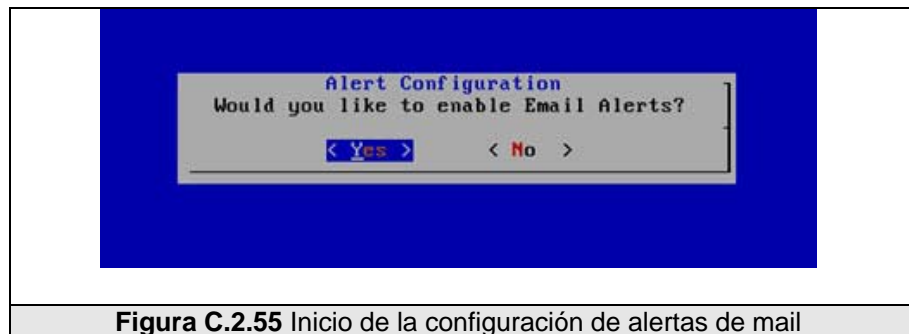 Alert Configuration
Would you like to enable Email Alerts?
< Yes > < No >
Figura C.2.55 Inicio de la configuración de alertas de mail